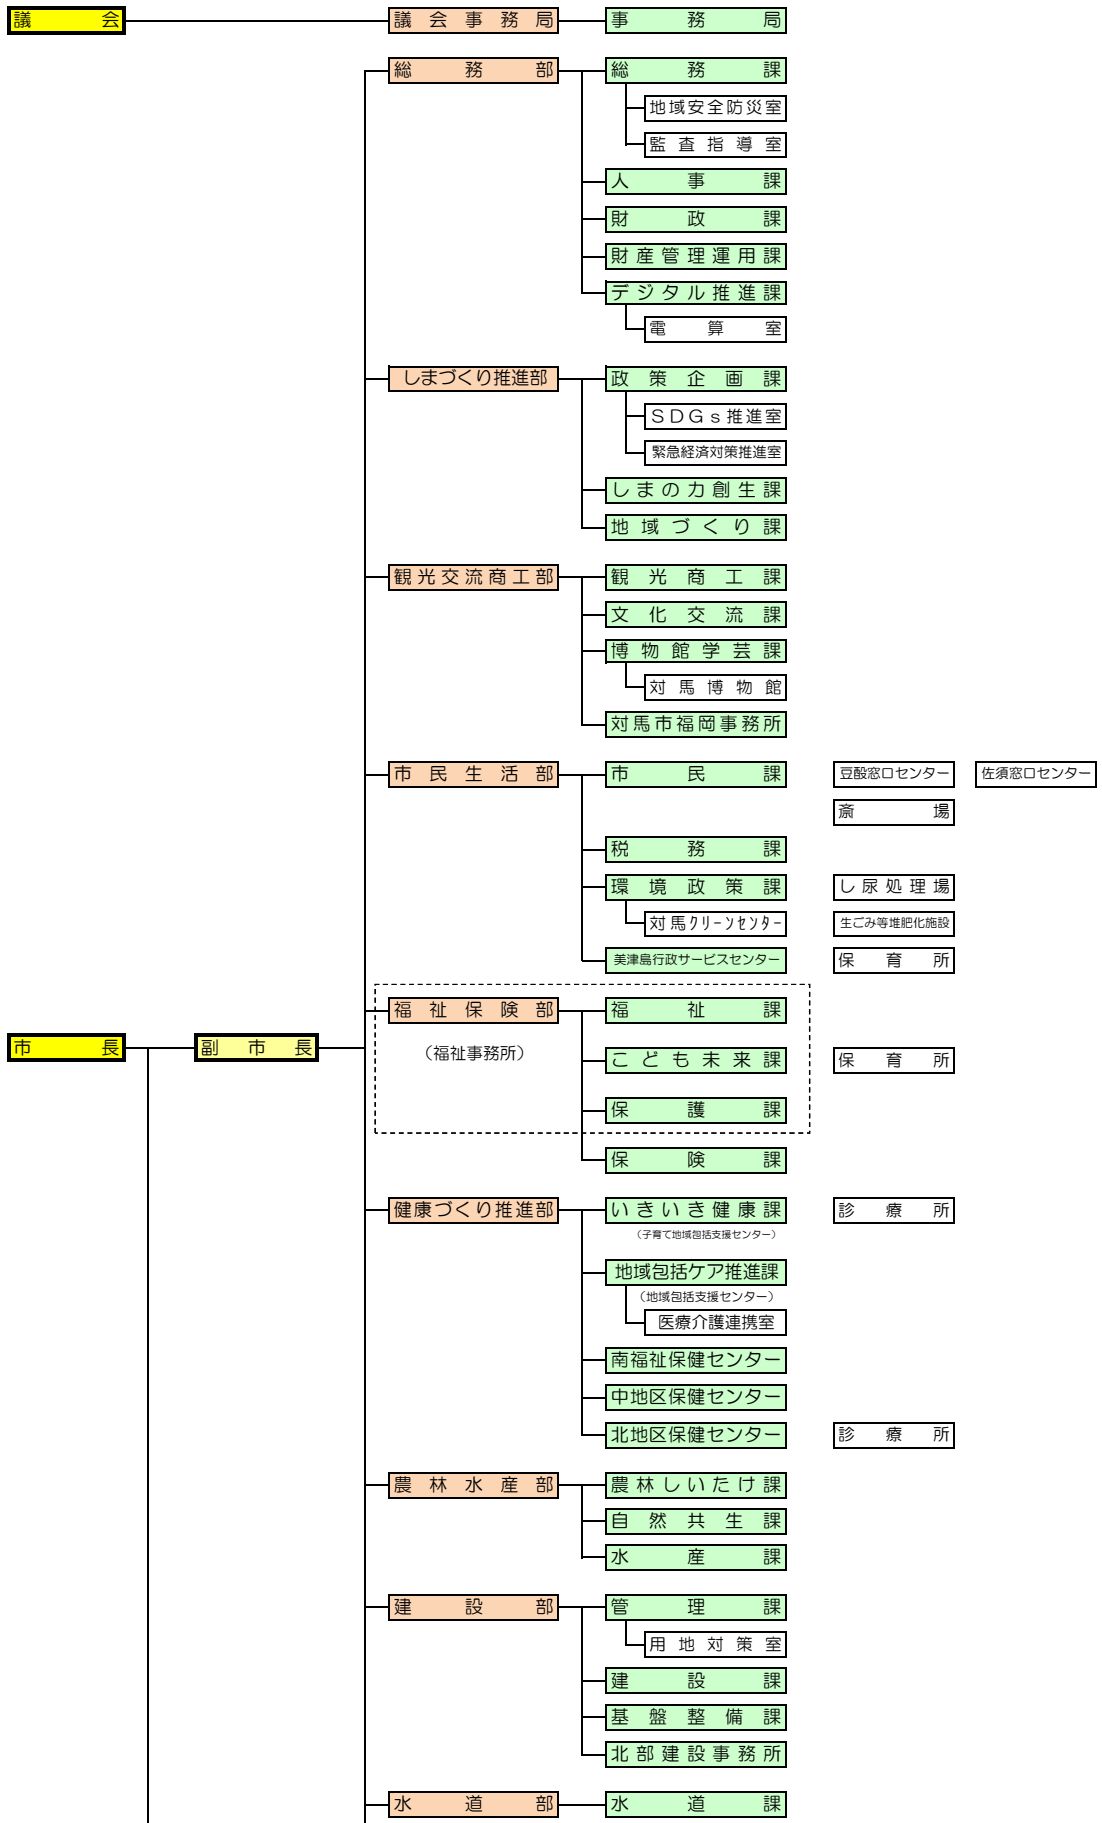 議会 議会事務局 事務局
総務部 総務課
地域安全防災室
監査指導室
人事課
財政課
財産管理運用課
デジタル推進課
電算室
しまづくり推進部 政策企画課
ＳＤＧｓ推進室
緊急経済対策推進室
しまの力創生課
地域づくり課
観光交流商工部 観光商工課
文化交流課
博物館学芸課
対馬博物館
対馬市福岡事務所
市民生活部 市民課 豆酘窓口センター 佐須窓口センター
斎場
税務課
環境政策課 し尿処理場
対馬ｸﾘｰﾝｾﾝﾀｰ 生ごみ等堆肥化施設
美津島行政サービスセンター 保育所
福祉保険部 福祉課
市長 副市長 （福祉事務所） こども未来課 保育所
保護課
保険課
健康づくり推進部 いきいき健康課 診療所
（子育て地域包括支援センター）
地域包括ケア推進課
（地域包括支援センター）
医療介護連携室
南福祉保健センター
中地区保健センター
北地区保健センター 診療所
農林水産部 農林しいたけ課
自然共生課
水産課
建設部 管理課
用地対策室
建設課
基盤整備課
北部建設事務所
水道部 水道課